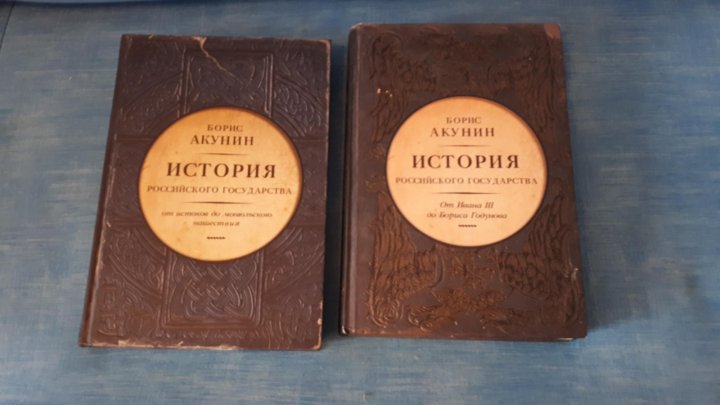 БОРИС
АКУНИН
ИСТОРИЯ
РОССИЙСКОГО ГОСУДАРСТВА
от истоков до монгольского
нашествия
БОРИС
АКУНИН
ИСТОРИЯ
РОССИЙСКОГО ГОСУДАРСТВА
От Ивана III
до Бориса Годунова